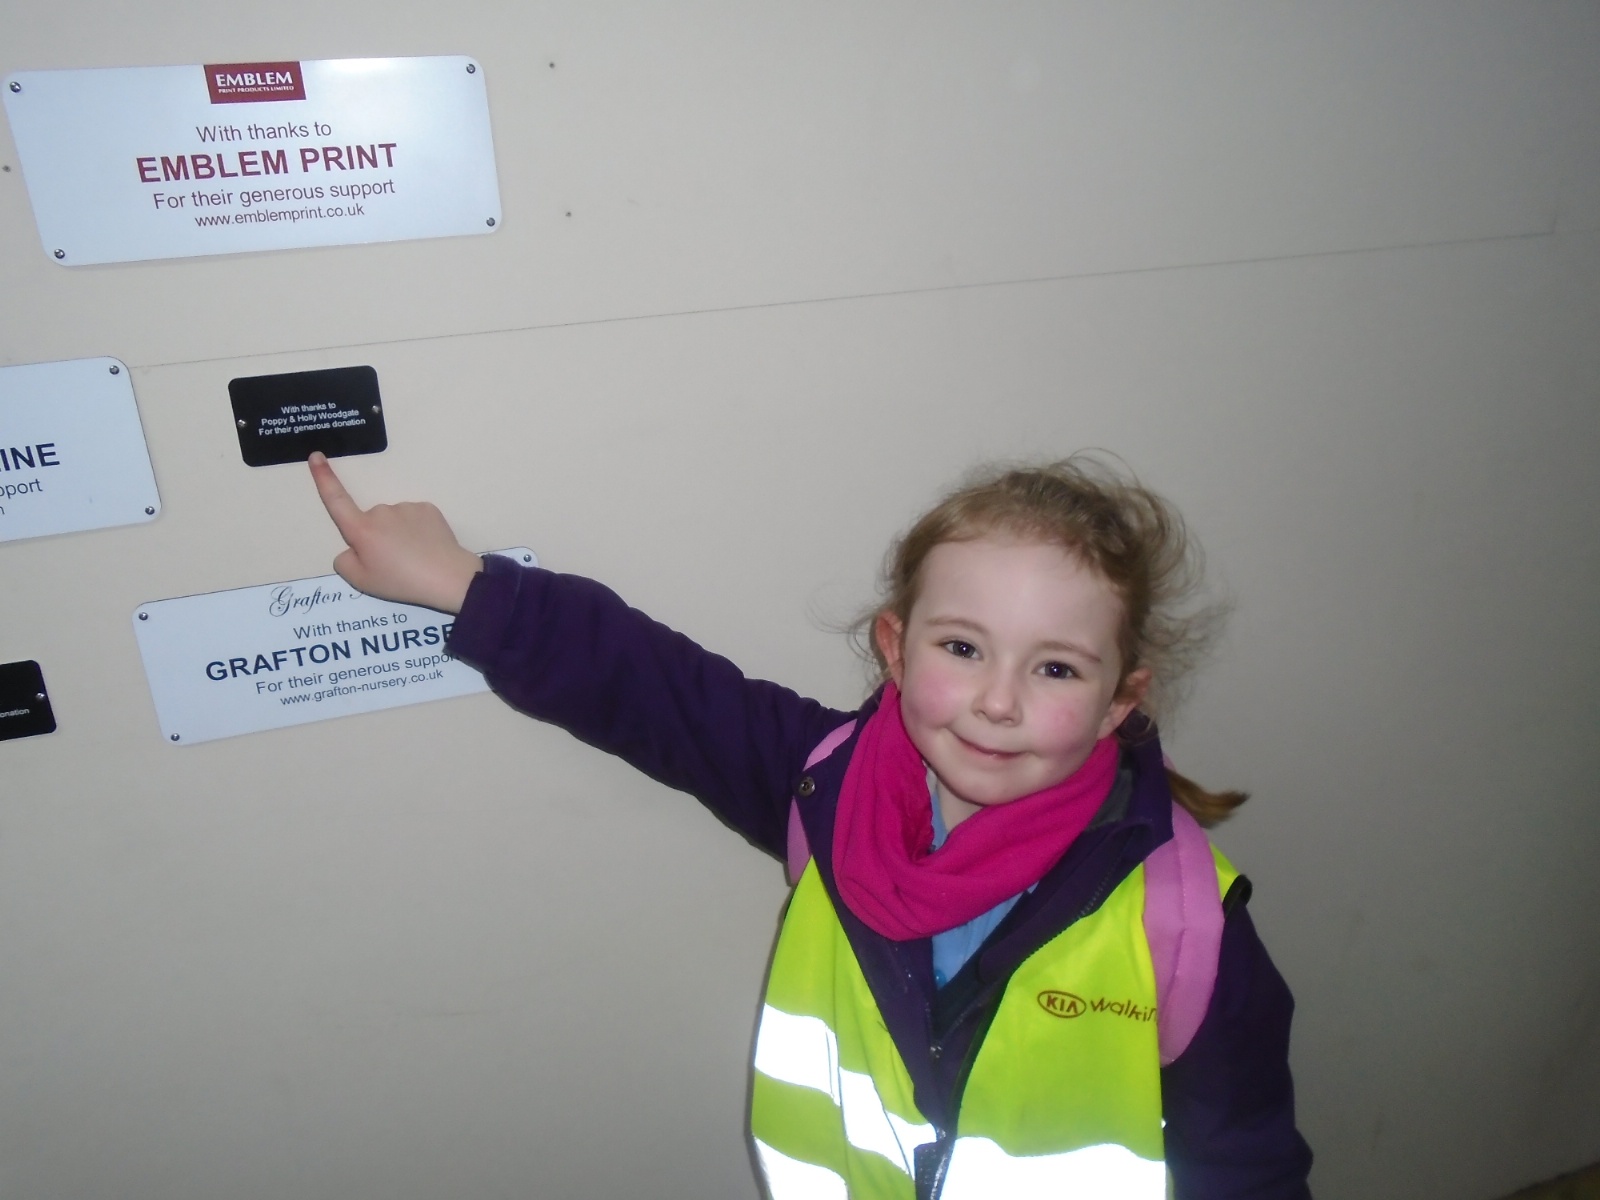 EMBLEM
PRINT PRODUCTS LIMITED
With thanks to
EMBLEM PRINT
For their generous support
www.emblemprint.co.uk
With thanks to
Poppy & Holly Woodgate
For their generous donation
INE
port
Grafton
With thanks to
GRAFTON NURSE
For their generous suppo
www.grafton-nursery.co.uk
onation
KIA walkin